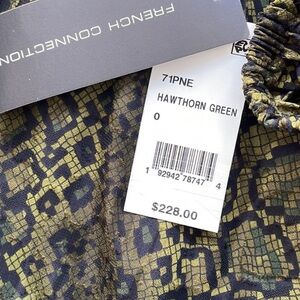 FRENCH CONNECTION
71PNE
HAWTHORN GREEN
0
1 92942 78747 4
$228.00